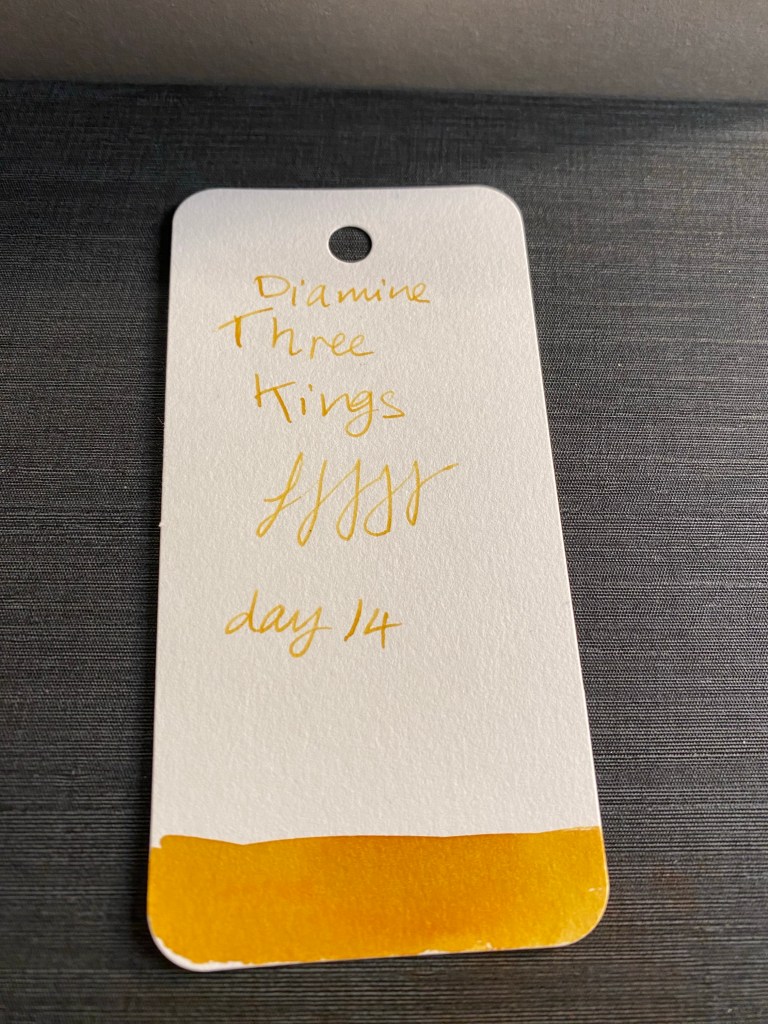 Diamine
Three
Kings
day 14